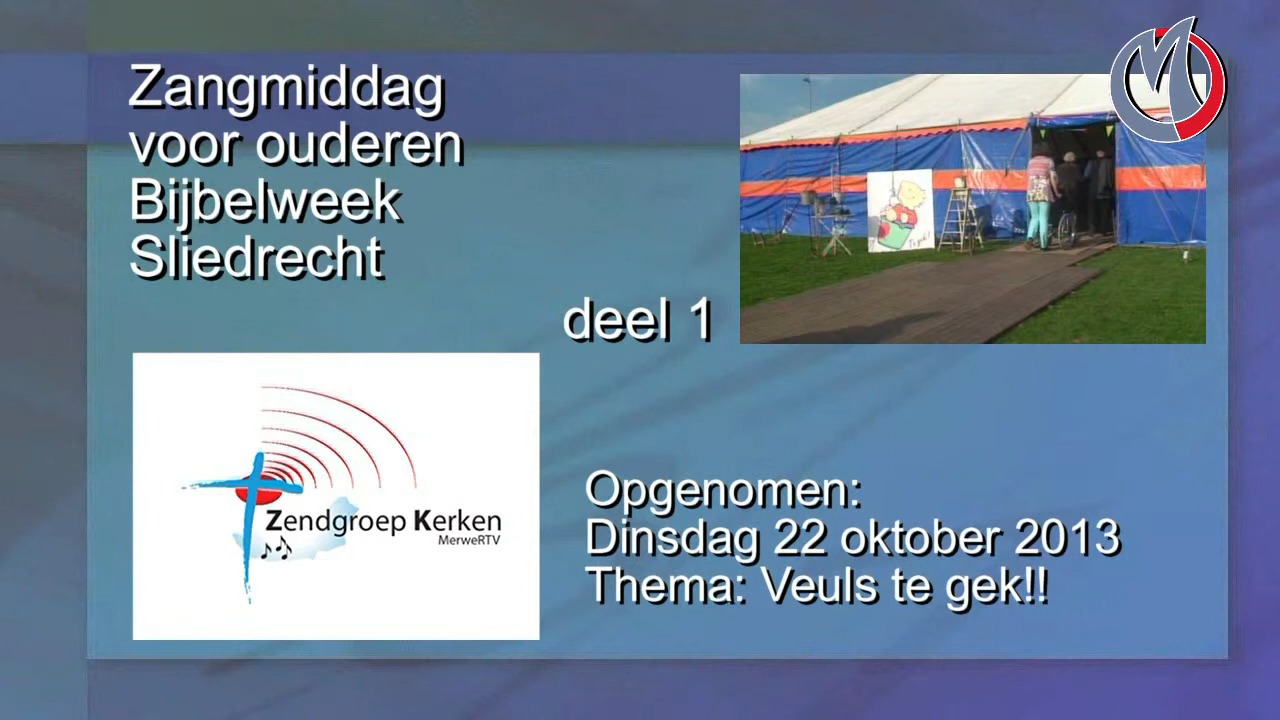 Zangmiddag
voor ouderen
Bijbelweek
Sliedrecht
deel 1
Zendgroep Kerken
MerweRTV
Opgenomen:
Dinsdag 22 oktober 2013
Thema: Veuls te gek!!